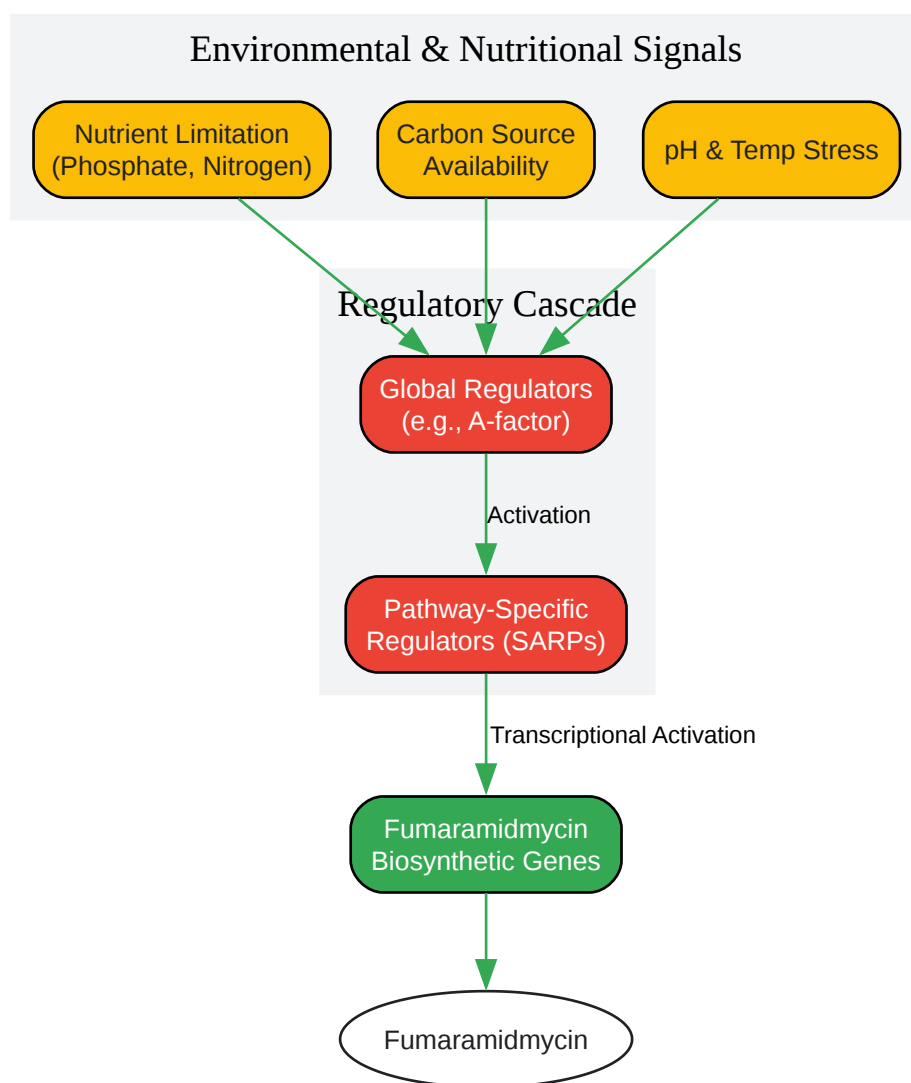 Environmental & Nutritional Signals
Nutrient Limitation
(Phosphate, Nitrogen)
Carbon Source
Availability
pH & Temp Stress
Regulatory Cascade
Global Regulators
(e.g., A-factor)
Activation
Pathway-Specific
Regulators (SARPs)
Transcriptional Activation
Fumaramidmycin
Biosynthetic Genes
Fumaramidmycin